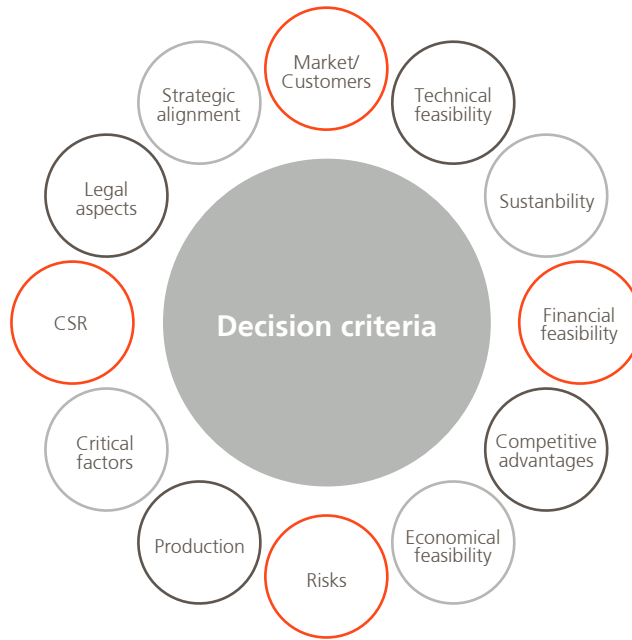 Market/
Customers
Technical
feasibility
Sustanbility
Financial
feasibility
Competitive
advantages
Economical
feasibility
Risks
Production
Critical
factors
CSR
Legal
aspects
Strategic
alignment
Decision criteria